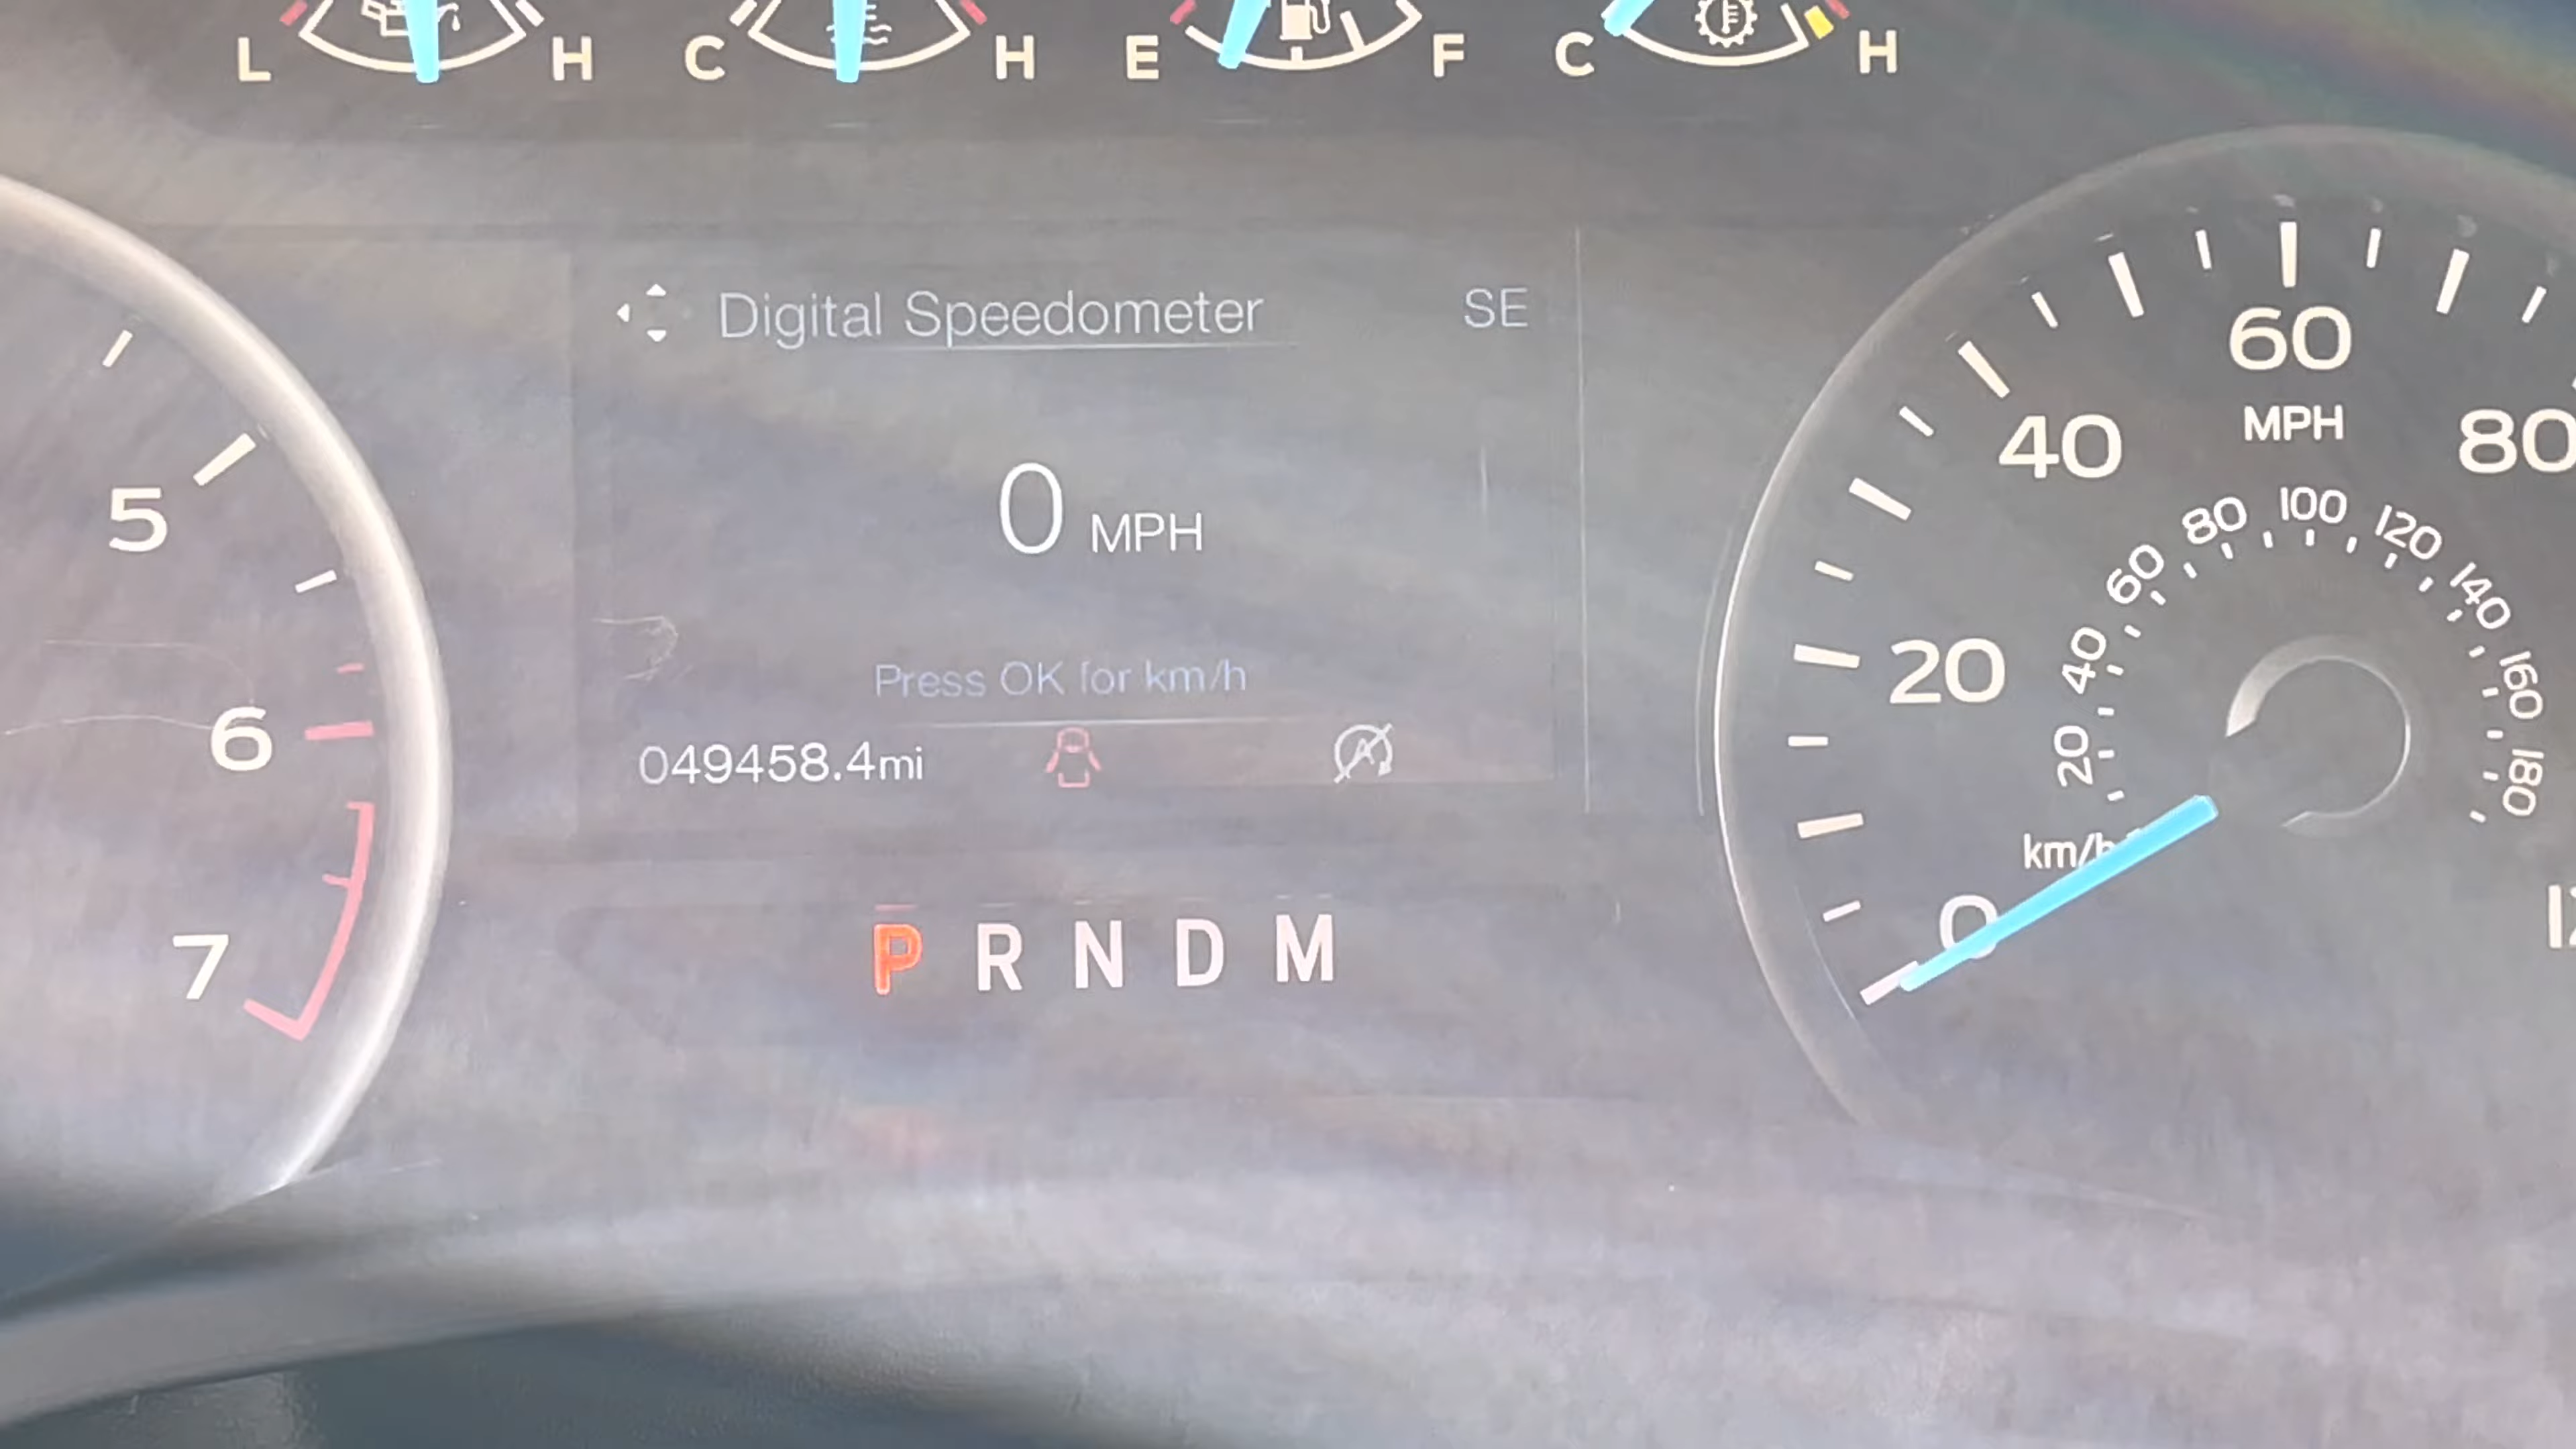 L H C H E F C H
Digital Speedometer SE
0 MPH
Press OK for km/h
049458.4mi
P R N D M
5
6
7
0
20
40
60
80
MPH
20
40
60
80
100
120
140
160
180
km/h